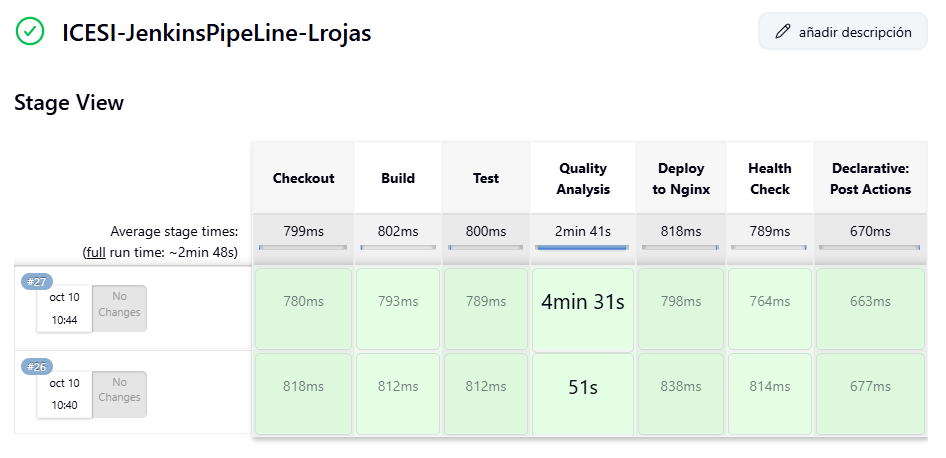 ICESI-JenkinsPipeLine-Lrojas
añadir descripción
Stage View
Checkout
Build
Test
Quality
Analysis
Deploy
to Nginx
Health
Check
Declarative:
Post Actions
Average stage times:
(full run time: ~2min 48s)
799ms
802ms
800ms
2min 41s
818ms
789ms
670ms
#27
oct 10
10:44
No
Changes
780ms
793ms
789ms
4min 31s
798ms
764ms
663ms
#26
oct 10
10:40
No
Changes
818ms
812ms
812ms
51s
838ms
814ms
677ms